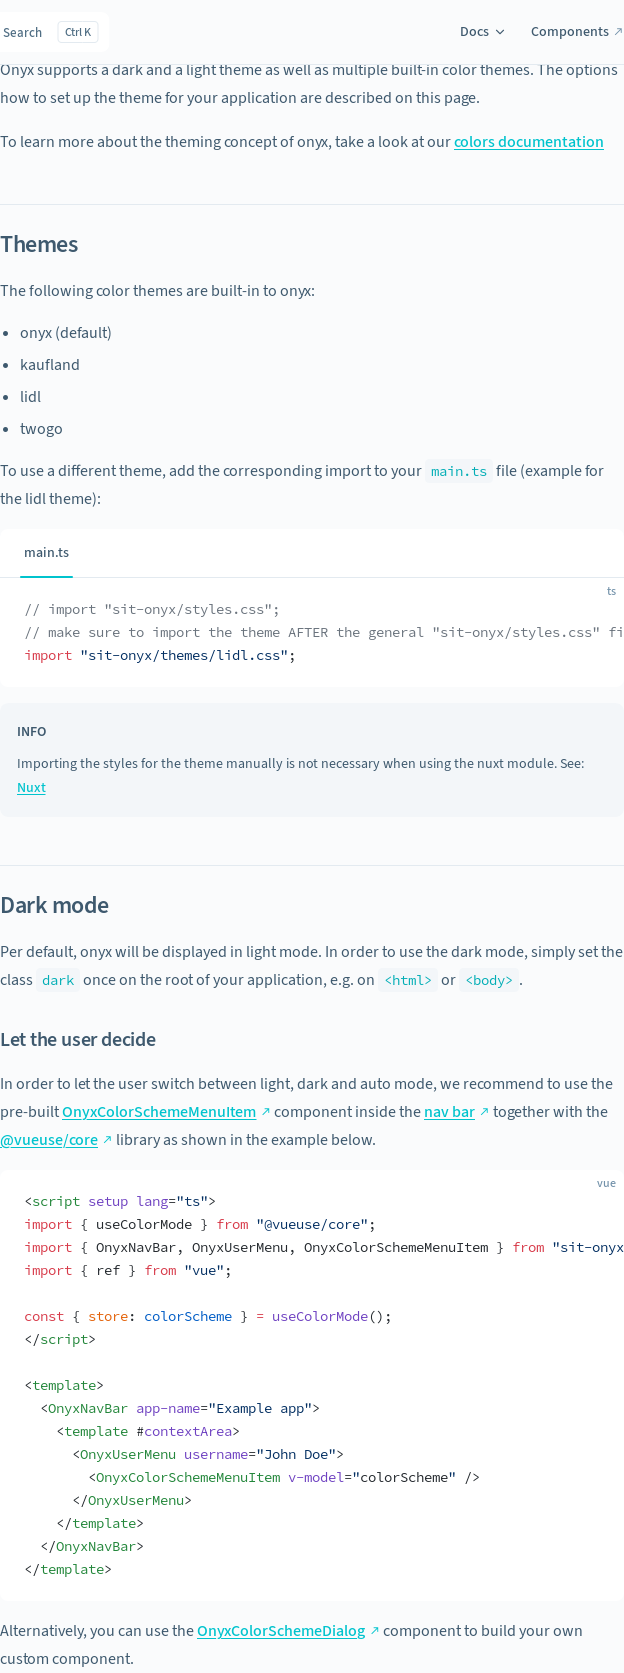 Search Ctrl K Docs Components
Onyx supports a dark and a light theme as well as multiple built-in color themes. The options
how to set up the theme for your application are described on this page.
To learn more about the theming concept of onyx, take a look at our colors documentation
Themes
The following color themes are built-in to onyx:
• onyx (default)
• kaufland
• lidl
• twogo
To use a different theme, add the corresponding import to your main.ts file (example for
the lidl theme):
main.ts
ts
// import "sit-onyx/styles.css";
// make sure to import the theme AFTER the general "sit-onyx/styles.css" fi
import "sit-onyx/themes/lidl.css";
INFO
Importing the styles for the theme manually is not necessary when using the nuxt module. See:
Nuxt
Dark mode
Per default, onyx will be displayed in light mode. In order to use the dark mode, simply set the
class dark once on the root of your application, e.g. on <html> or <body>.
Let the user decide
In order to let the user switch between light, dark and auto mode, we recommend to use the
pre-built OnyxColorSchemeMenuItem component inside the nav bar together with the
@vueuse/core library as shown in the example below.
vue
<script setup lang="ts">
import { useColorMode } from "@vueuse/core";
import { OnyxNavBar, OnyxUserMenu, OnyxColorSchemeMenuItem } from "sit-onyx
import { ref } from "vue";
const { store: colorScheme } = useColorMode();
</script>
<template>
  <OnyxNavBar app-name="Example app">
    <template #contextArea>
      <OnyxUserMenu username="John Doe">
        <OnyxColorSchemeMenuItem v-model="colorScheme" />
      </OnyxUserMenu>
    </template>
  </OnyxNavBar>
</template>
Alternatively, you can use the OnyxColorSchemeDialog component to build your own
custom component.